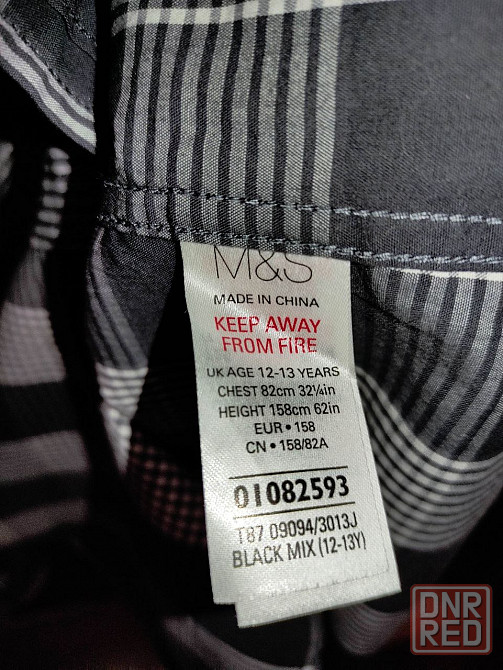 M&S
MADE IN CHINA
KEEP AWAY
FROM FIRE
UK AGE 12-13 YEARS
CHEST 82cm 32¼in
HEIGHT 158cm 62in
EUR • 158
CN • 158/82A
01082593
T87 09094/3013J
BLACK MIX (12-13Y)
DNR
RED